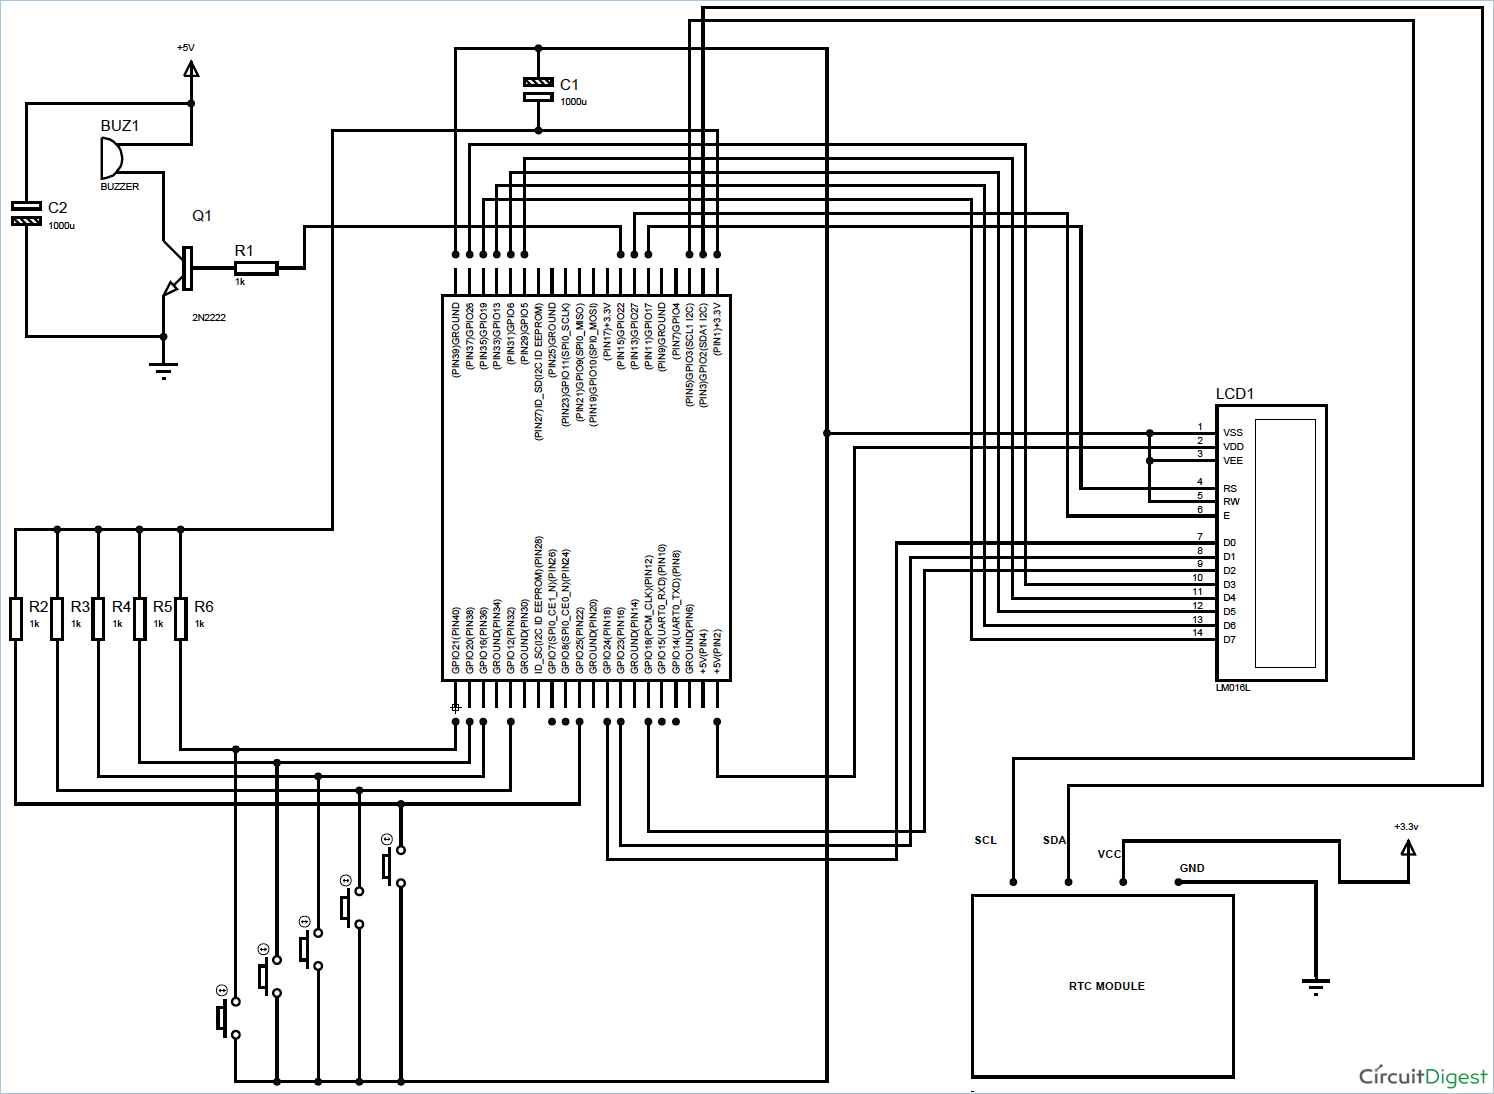 +5V
BUZ1
BUZZER
C2
1000u
Q1
2N2222
R1
1k
C1
1000u
(PIN39)GROUND
(PIN37)GPIO26
(PIN35)GPIO19
(PIN33)GPIO13
(PIN31)GPIO6
(PIN29)GPIO5
(PIN27)ID_SD(I2C ID EEPROM)
(PIN25)GROUND
(PIN23)GPIO11(SPI0_SCLK)
(PIN21)GPIO9(SPI0_MISO)
(PIN19)GPIO10(SPI0_MOSI)
(PIN17)+3.3V
(PIN15)GPIO22
(PIN13)GPIO27
(PIN11)GPIO17
(PIN9)GROUND
(PIN7)GPIO4
(PIN5)GPIO3(SCL1 I2C)
(PIN3)GPIO2(SDA1 I2C)
(PIN1)+3.3V
GPIO21(PIN40)
GPIO20(PIN38)
GPIO16(PIN36)
GROUND(PIN34)
GPIO12(PIN32)
GROUND(PIN30)
ID_SC(I2C ID EEPROM)(PIN28)
GPIO7(SPI0_CE1_N)(PIN26)
GPIO8(SPI0_CE0_N)(PIN24)
GPIO25(PIN22)
GROUND(PIN20)
GPIO24(PIN18)
GPIO23(PIN16)
GROUND(PIN14)
GPIO18(PCM_CLK)(PIN12)
GPIO15(UART0_RXD)(PIN10)
GPIO14(UART0_TXD)(PIN8)
GROUND(PIN6)
+5V(PIN4)
+5V(PIN2)
LCD1
1 VSS
2 VDD
3 VEE
4 RS
5 RW
6 E
7 D0
8 D1
9 D2
10 D3
11 D4
12 D5
13 D6
14 D7
LM016L
R2
1k
R3
1k
R4
1k
R5
1k
R6
1k
SCL
SDA
VCC
GND
+3.3v
RTC MODULE
CircuitDigest